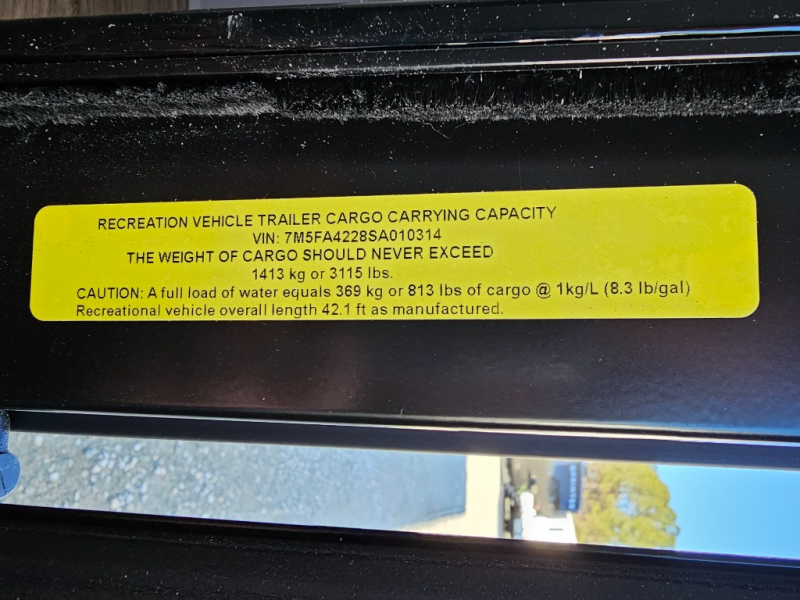 RECREATION VEHICLE TRAILER CARGO CARRYING CAPACITY
VIN: 7M5FA4228SA010314
THE WEIGHT OF CARGO SHOULD NEVER EXCEED
1413 kg or 3115 lbs.
CAUTION: A full load of water equals 369 kg or 813 lbs of cargo @ 1kg/L (8.3 lb/gal)
Recreational vehicle overall length 42.1 ft as manufactured.